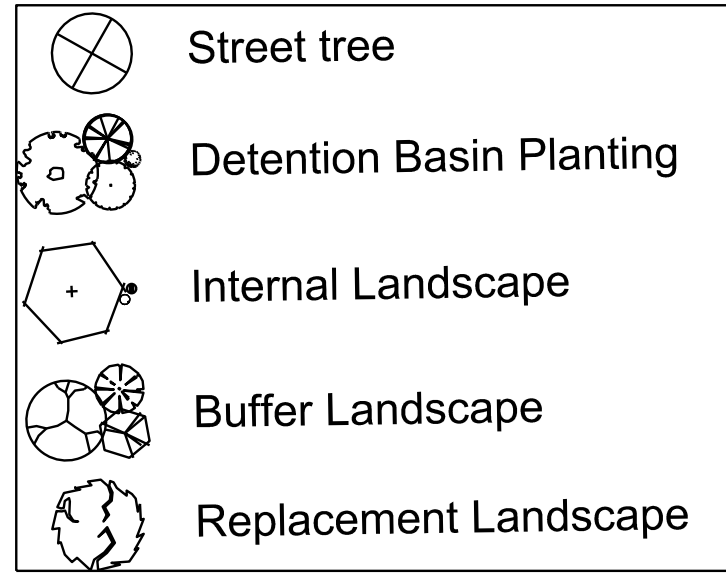 Street tree
Detention Basin Planting
Internal Landscape
Buffer Landscape
Replacement Landscape